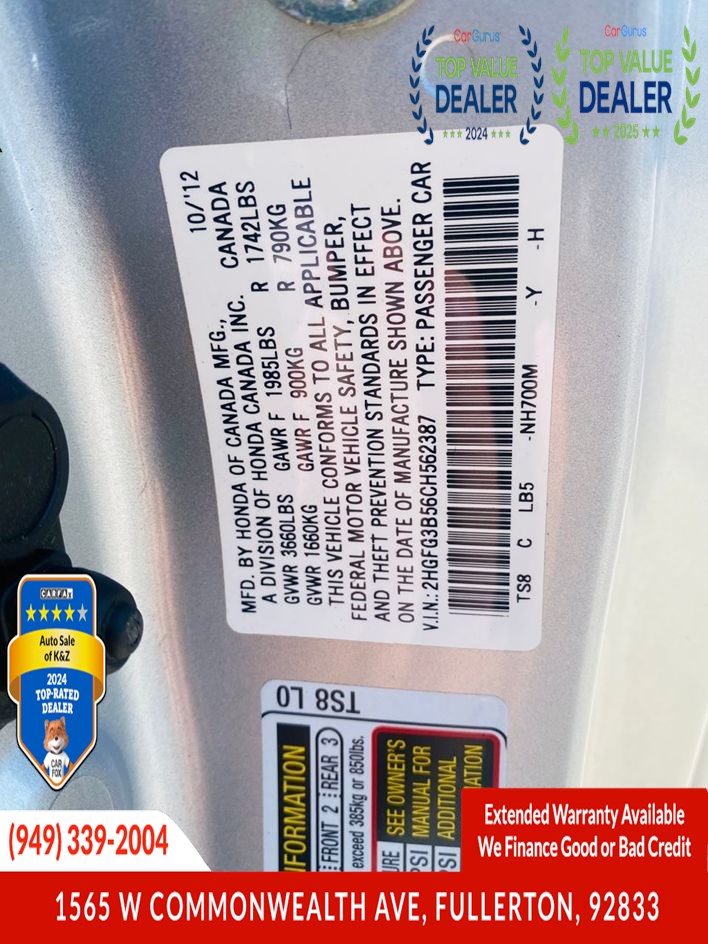 CarGurus
TOP VALUE
DEALER
2024
CarGurus
TOP VALUE
DEALER
2025
MFD. BY HONDA OF CANADA MFG., 10/'12
A DIVISION OF HONDA CANADA INC. CANADA
GVWR 3660LBS GAWR F 1985LBS R 1742LBS
GVWR 1660KG GAWR F 900KG R 790KG
THIS VEHICLE CONFORMS TO ALL APPLICABLE
FEDERAL MOTOR VEHICLE SAFETY, BUMPER,
AND THEFT PREVENTION STANDARDS IN EFFECT
ON THE DATE OF MANUFACTURE SHOWN ABOVE.
V.I.N.: 2HGFG3B56CH562387 TYPE: PASSENGER CAR
TS8 C LB5 -NH700M -Y -H
TS8 L0
INFORMATION
FRONT 2 REAR 3
exceed 385kg or 850lbs.
SEE OWNER'S
MANUAL FOR
ADDITIONAL
PSI
PSI
CARFAX
Auto Sale
of K&Z
2024
TOP-RATED
DEALER
CAR
FOX
(949) 339-2004
Extended Warranty Available
We Finance Good or Bad Credit
1565 W COMMONWEALTH AVE, FULLERTON, 92833